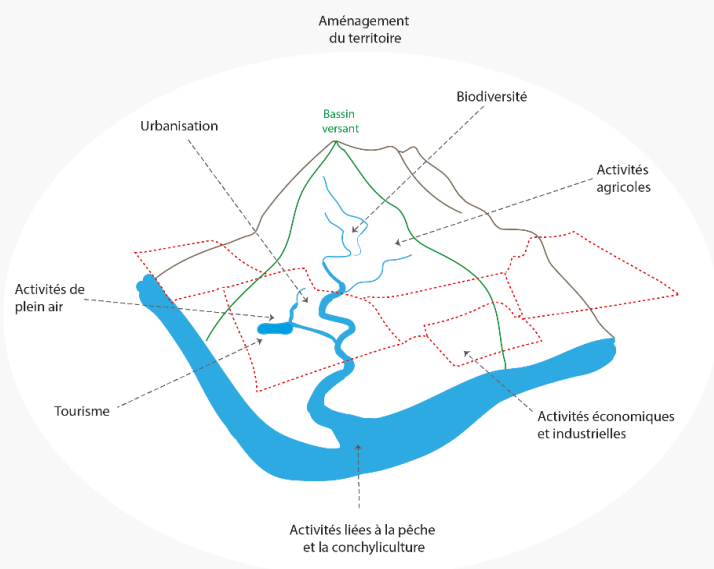 Aménagement
du territoire
Biodiversité
Bassin
versant
Urbanisation
Activités
agricoles
Activités de
plein air
Tourisme
Activités économiques
et industrielles
Activités liées à la pêche
et la conchyliculture